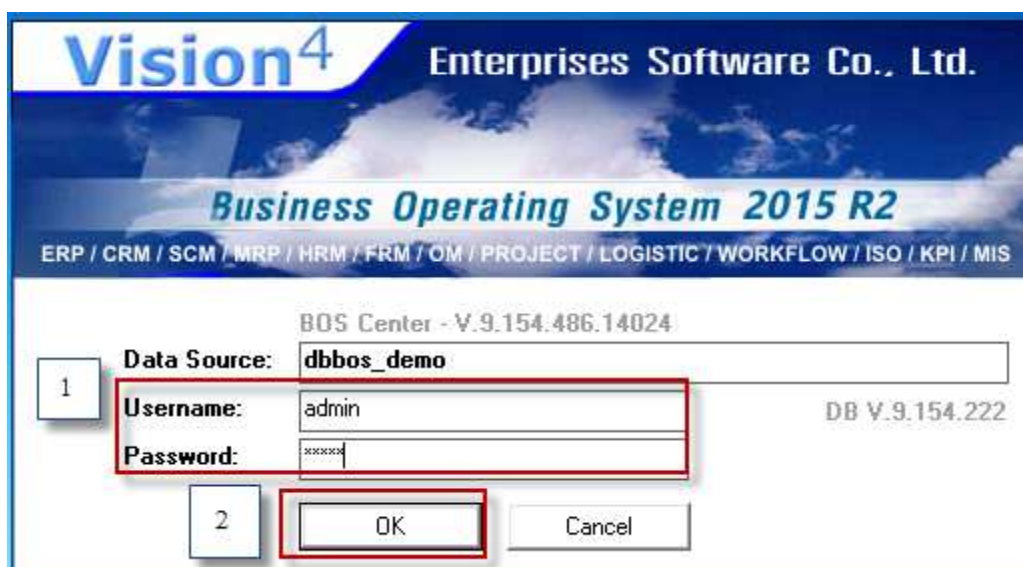 Vision4 Enterprises Software Co., Ltd.
Business Operating System 2015 R2
ERP / CRM / SCM / MRP / HRM / FRM / OM / PROJECT / LOGISTIC / WORKFLOW / ISO / KPI / MIS
BOS Center - V.9.154.486.14024
Data Source: dbbos_demo
1
Username: admin
DB V.9.154.222
Password: *****
2
OK
Cancel